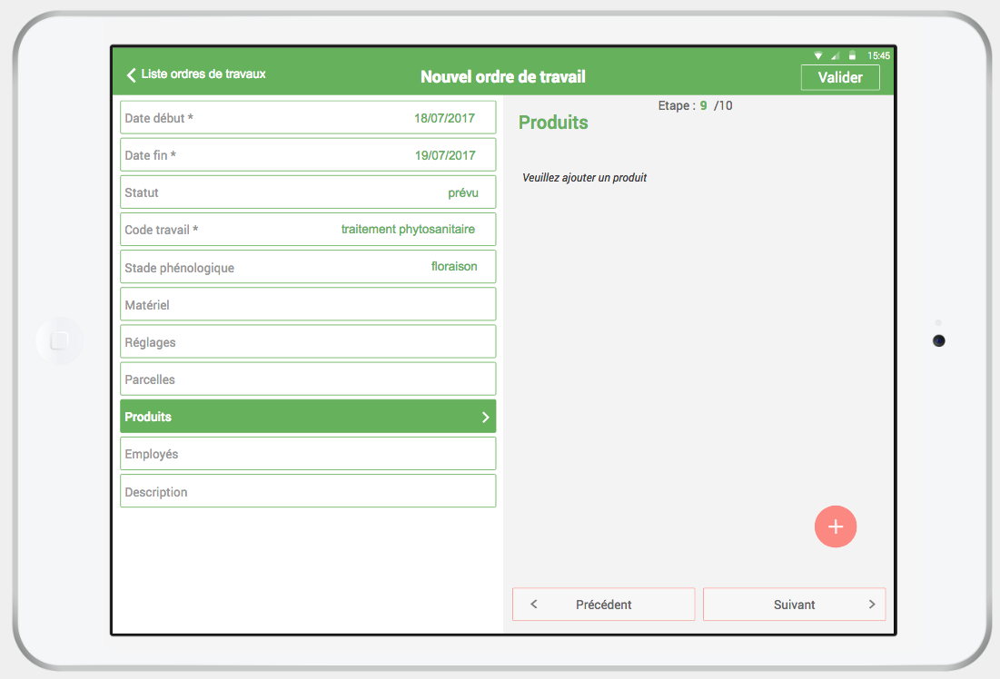 15:45
Liste ordres de travaux
Nouvel ordre de travail
Valider
Date début * 18/07/2017
Date fin * 19/07/2017
Statut prévu
Code travail * traitement phytosanitaire
Stade phénologique floraison
Matériel
Réglages
Parcelles
Produits
Employés
Description
Etape : 9 /10
Produits
Veuillez ajouter un produit
+
Précédent
Suivant